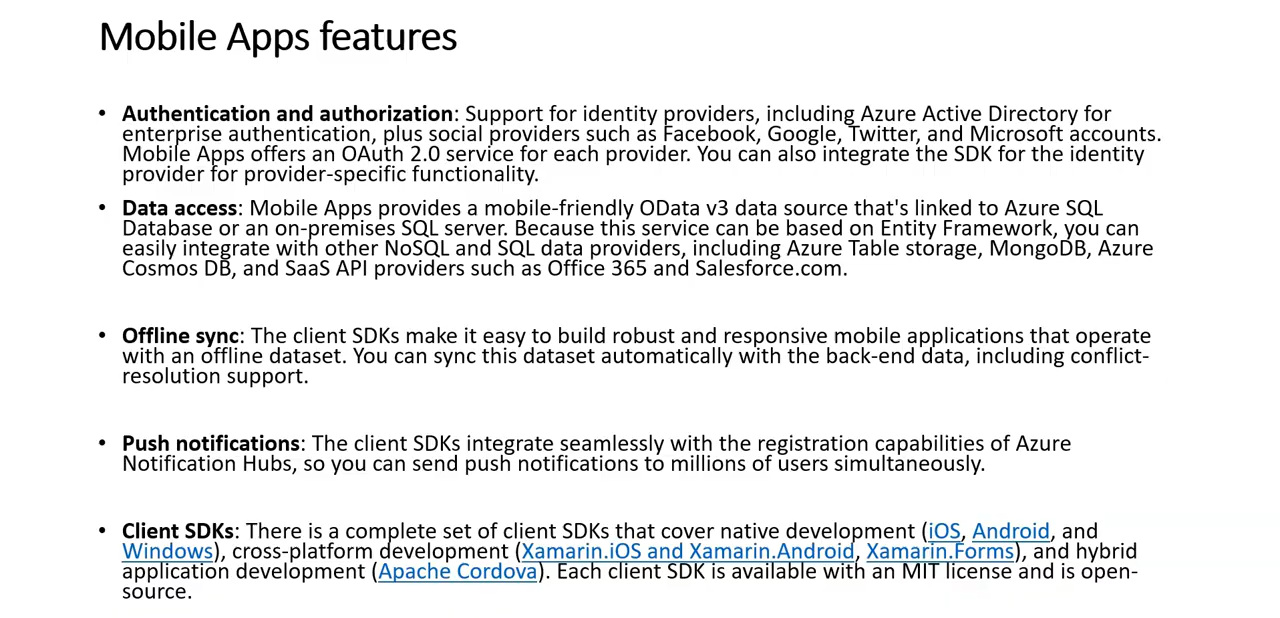 Mobile Apps features
• Authentication and authorization: Support for identity providers, including Azure Active Directory for
enterprise authentication, plus social providers such as Facebook, Google, Twitter, and Microsoft accounts.
Mobile Apps offers an OAuth 2.0 service for each provider. You can also integrate the SDK for the identity
provider for provider-specific functionality.
• Data access: Mobile Apps provides a mobile-friendly OData v3 data source that's linked to Azure SQL
Database or an on-premises SQL server. Because this service can be based on Entity Framework, you can
easily integrate with other NoSQL and SQL data providers, including Azure Table storage, MongoDB, Azure
Cosmos DB, and SaaS API providers such as Office 365 and Salesforce.com.
• Offline sync: The client SDKs make it easy to build robust and responsive mobile applications that operate
with an offline dataset. You can sync this dataset automatically with the back-end data, including conflict-
resolution support.
• Push notifications: The client SDKs integrate seamlessly with the registration capabilities of Azure
Notification Hubs, so you can send push notifications to millions of users simultaneously.
• Client SDKs: There is a complete set of client SDKs that cover native development (iOS, Android, and
Windows), cross-platform development (Xamarin.iOS and Xamarin.Android, Xamarin.Forms), and hybrid
application development (Apache Cordova). Each client SDK is available with an MIT license and is open-
source.